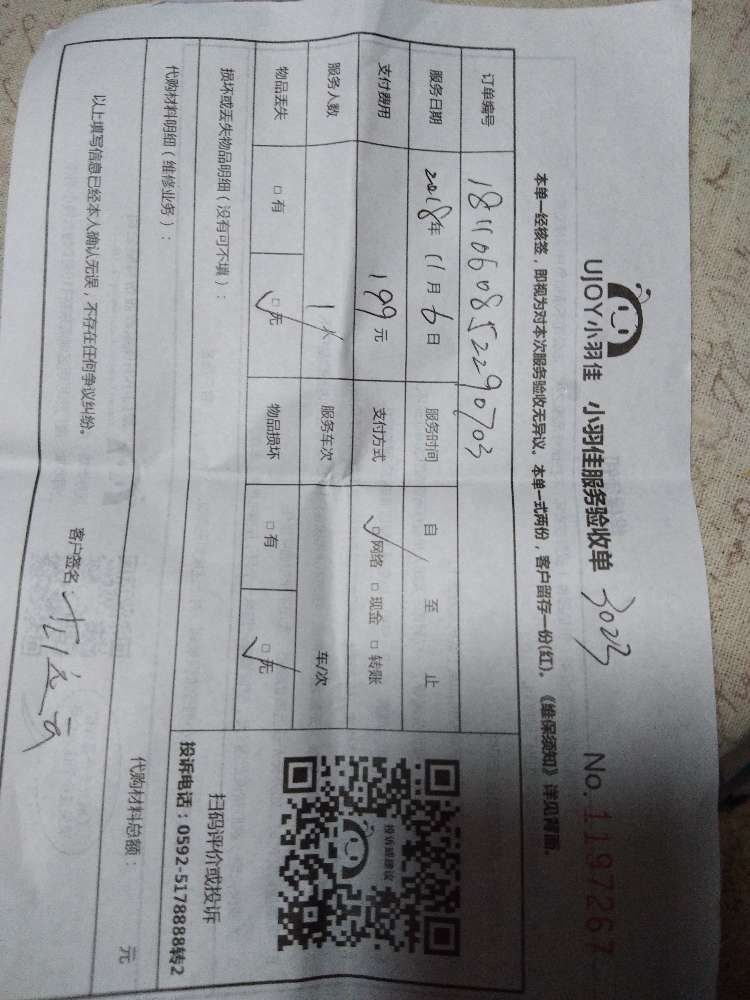 UJOY小羽佳 小羽佳服务验收单 3023 No.1197267
本单一经核签，即视为对本次服务验收无异议。本单一式两份，客户留存一份(红)。《维保须知》详见背面。
订单编号 1811060852290703
服务日期 2018年 11月 6日 服务时间 自 至 止
支付费用 199元 支付方式 □网络 □现金 □转账
服务人数 1人 服务车次 车/次
物品丢失 □有 □无 物品损坏 □有 □无
损坏或丢失物品明细（没有可不填）：
投诉或建议
扫码评价或投诉
投诉电话：0592-5178888转2
代购材料明细（维修业务）： 代购材料总额： 元
以上填写信息已经本人确认无误，不存在任何争议纠纷。
客户签名：